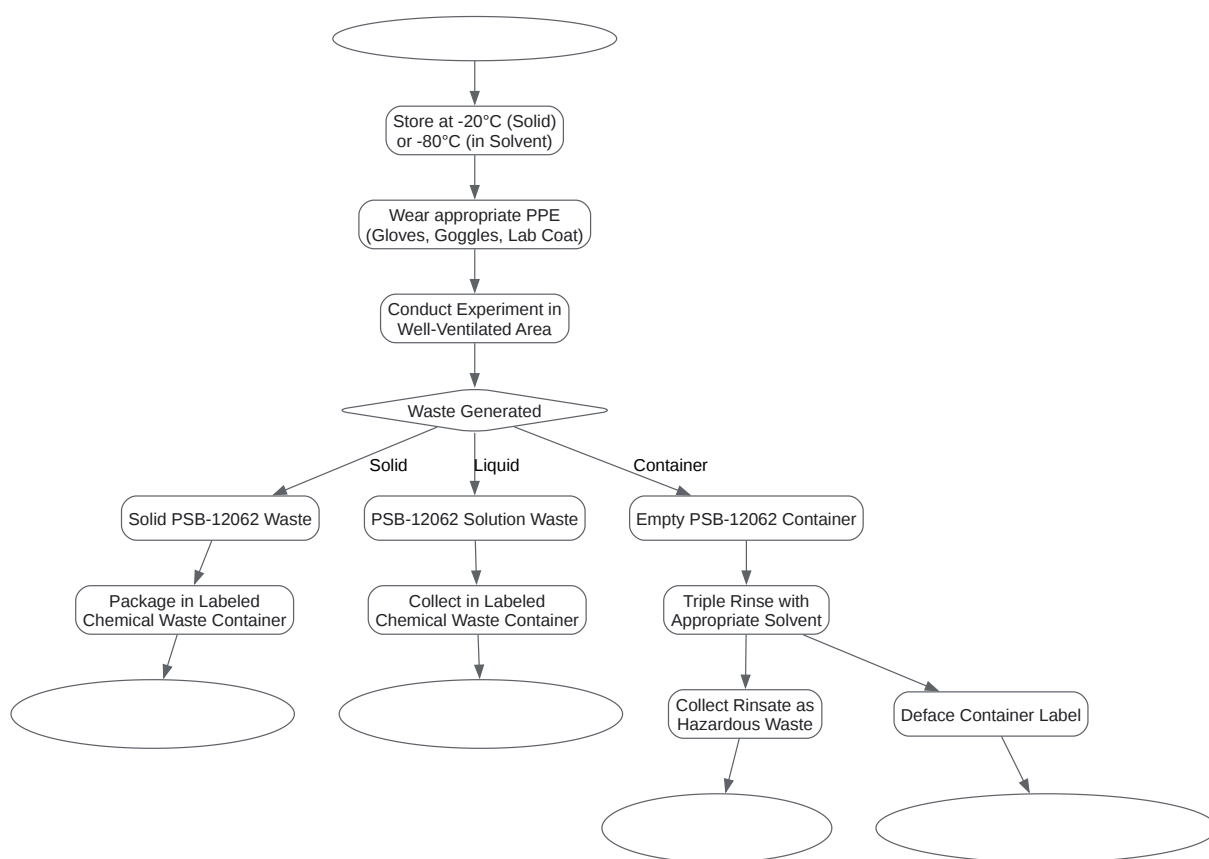 Store at -20°C (Solid)
or -80°C (in Solvent)
Wear appropriate PPE
(Gloves, Goggles, Lab Coat)
Conduct Experiment in
Well-Ventilated Area
Waste Generated
Solid
Liquid
Container
Solid PSB-12062 Waste
PSB-12062 Solution Waste
Empty PSB-12062 Container
Package in Labeled
Chemical Waste Container
Collect in Labeled
Chemical Waste Container
Triple Rinse with
Appropriate Solvent
Collect Rinsate as
Hazardous Waste
Deface Container Label